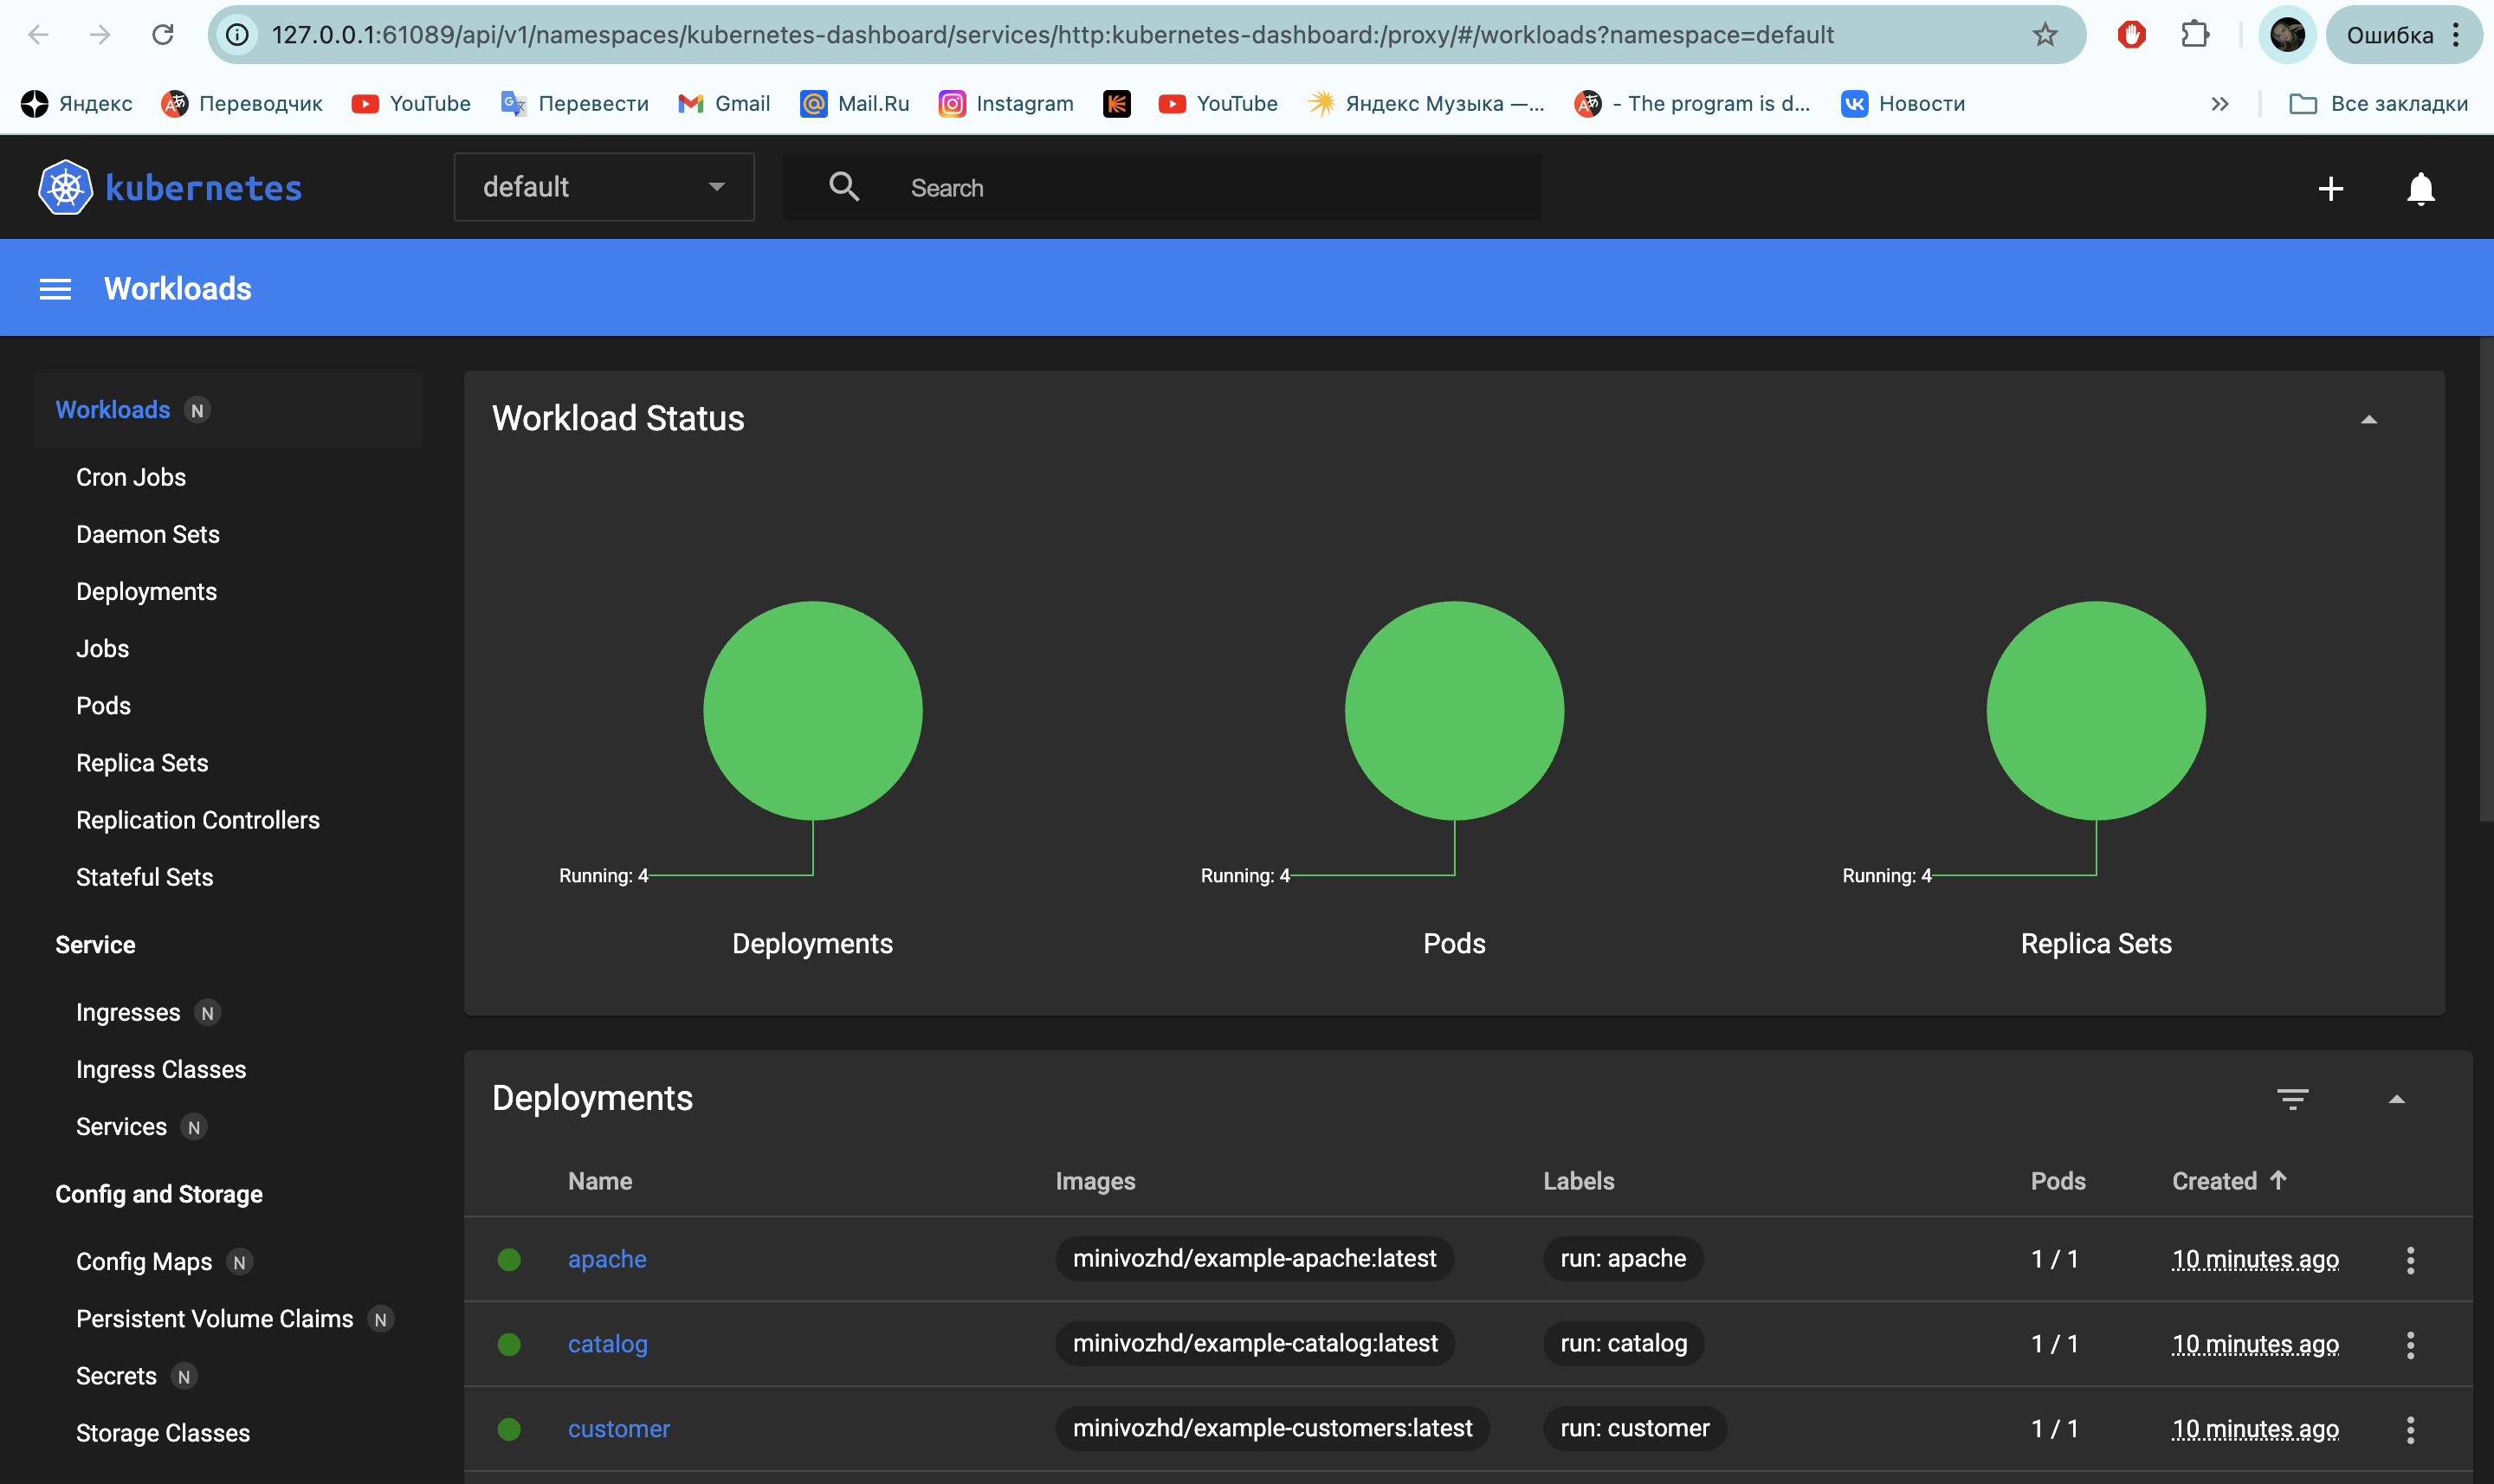 127.0.0.1:61089/api/v1/namespaces/kubernetes-dashboard/services/http:kubernetes-dashboard:/proxy/#/workloads?namespace=default
Ошибка
Яндекс
Переводчик
YouTube
Перевести
Gmail
Mail.Ru
Instagram
YouTube
Яндекс Музыка —...
- The program is d...
Новости
Все закладки
kubernetes
default
Search
Workloads
Workloads N
Cron Jobs
Daemon Sets
Deployments
Jobs
Pods
Replica Sets
Replication Controllers
Stateful Sets
Service
Ingresses N
Ingress Classes
Services N
Config and Storage
Config Maps N
Persistent Volume Claims N
Secrets N
Storage Classes
Workload Status
Running: 4
Running: 4
Running: 4
Deployments
Pods
Replica Sets
Deployments
Name Images Labels Pods Created
apache minivozhd/example-apache:latest run: apache 1 / 1 10 minutes ago
catalog minivozhd/example-catalog:latest run: catalog 1 / 1 10 minutes ago
customer minivozhd/example-customers:latest run: customer 1 / 1 10 minutes ago